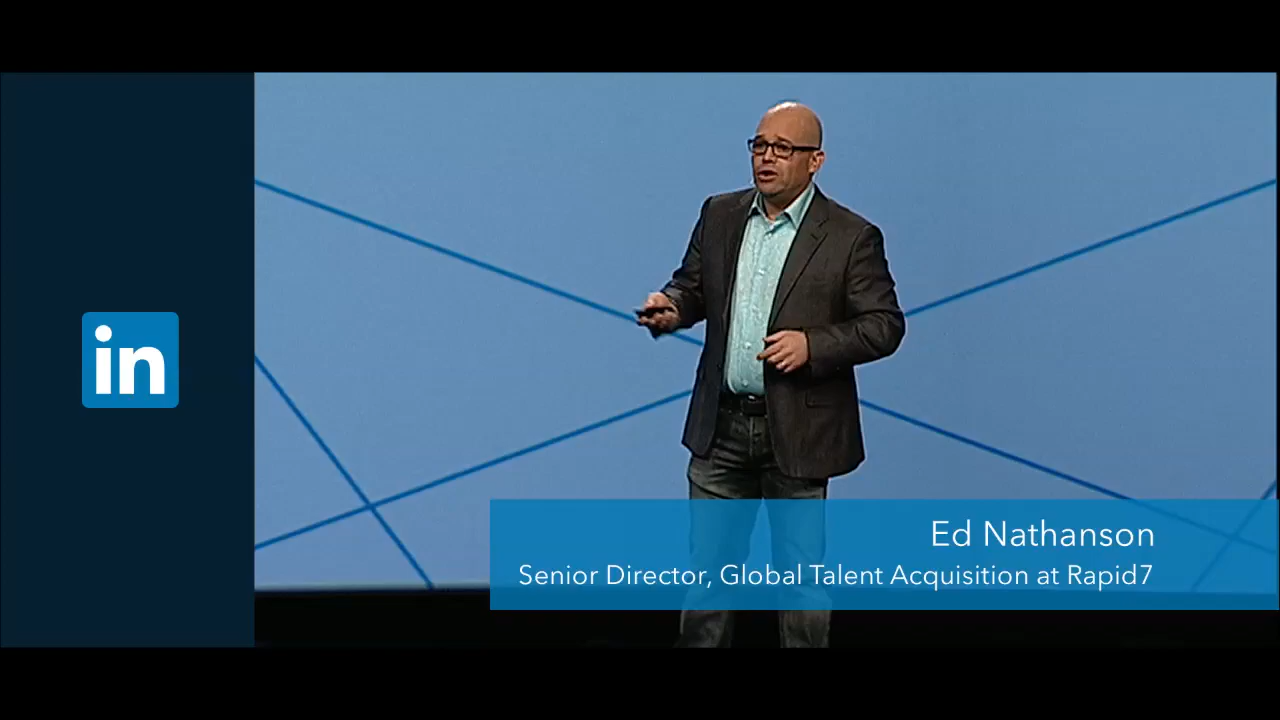 in
Ed Nathanson
Senior Director, Global Talent Acquisition at Rapid7